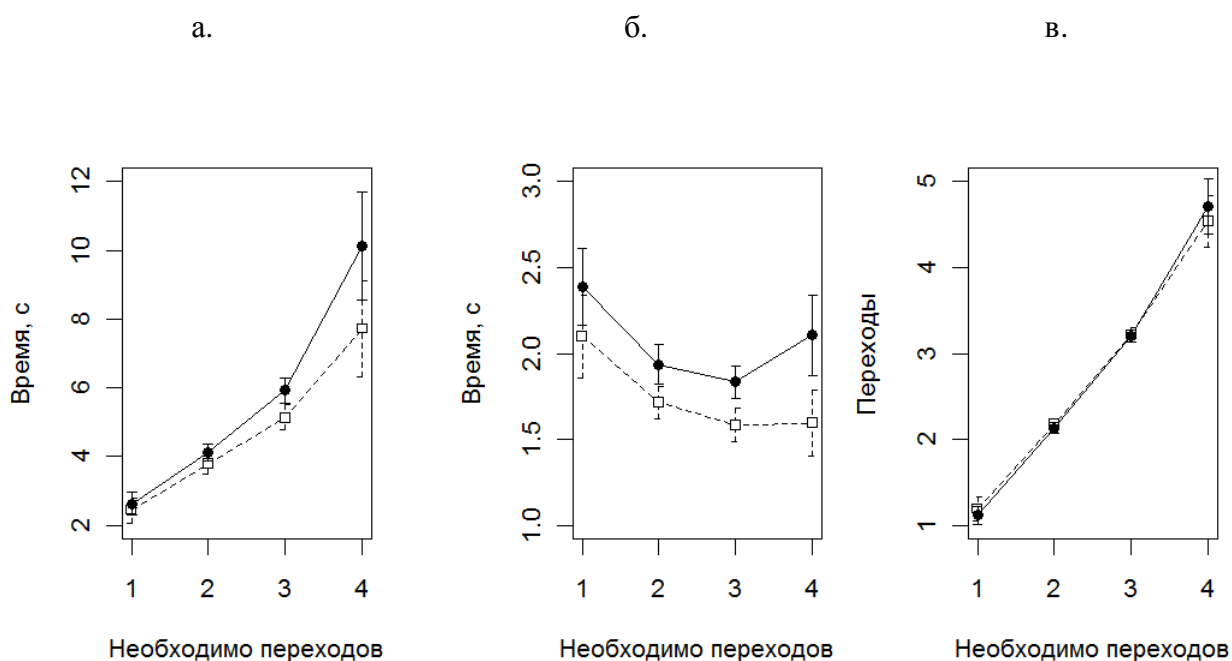 а.
б.
в.
Время, с
12
10
8
6
4
2
1 2 3 4
Необходимо переходов
Время, с
3.0
2.5
2.0
1.5
1.0
1 2 3 4
Необходимо переходов
Переходы
5
4
3
2
1
1 2 3 4
Необходимо переходов